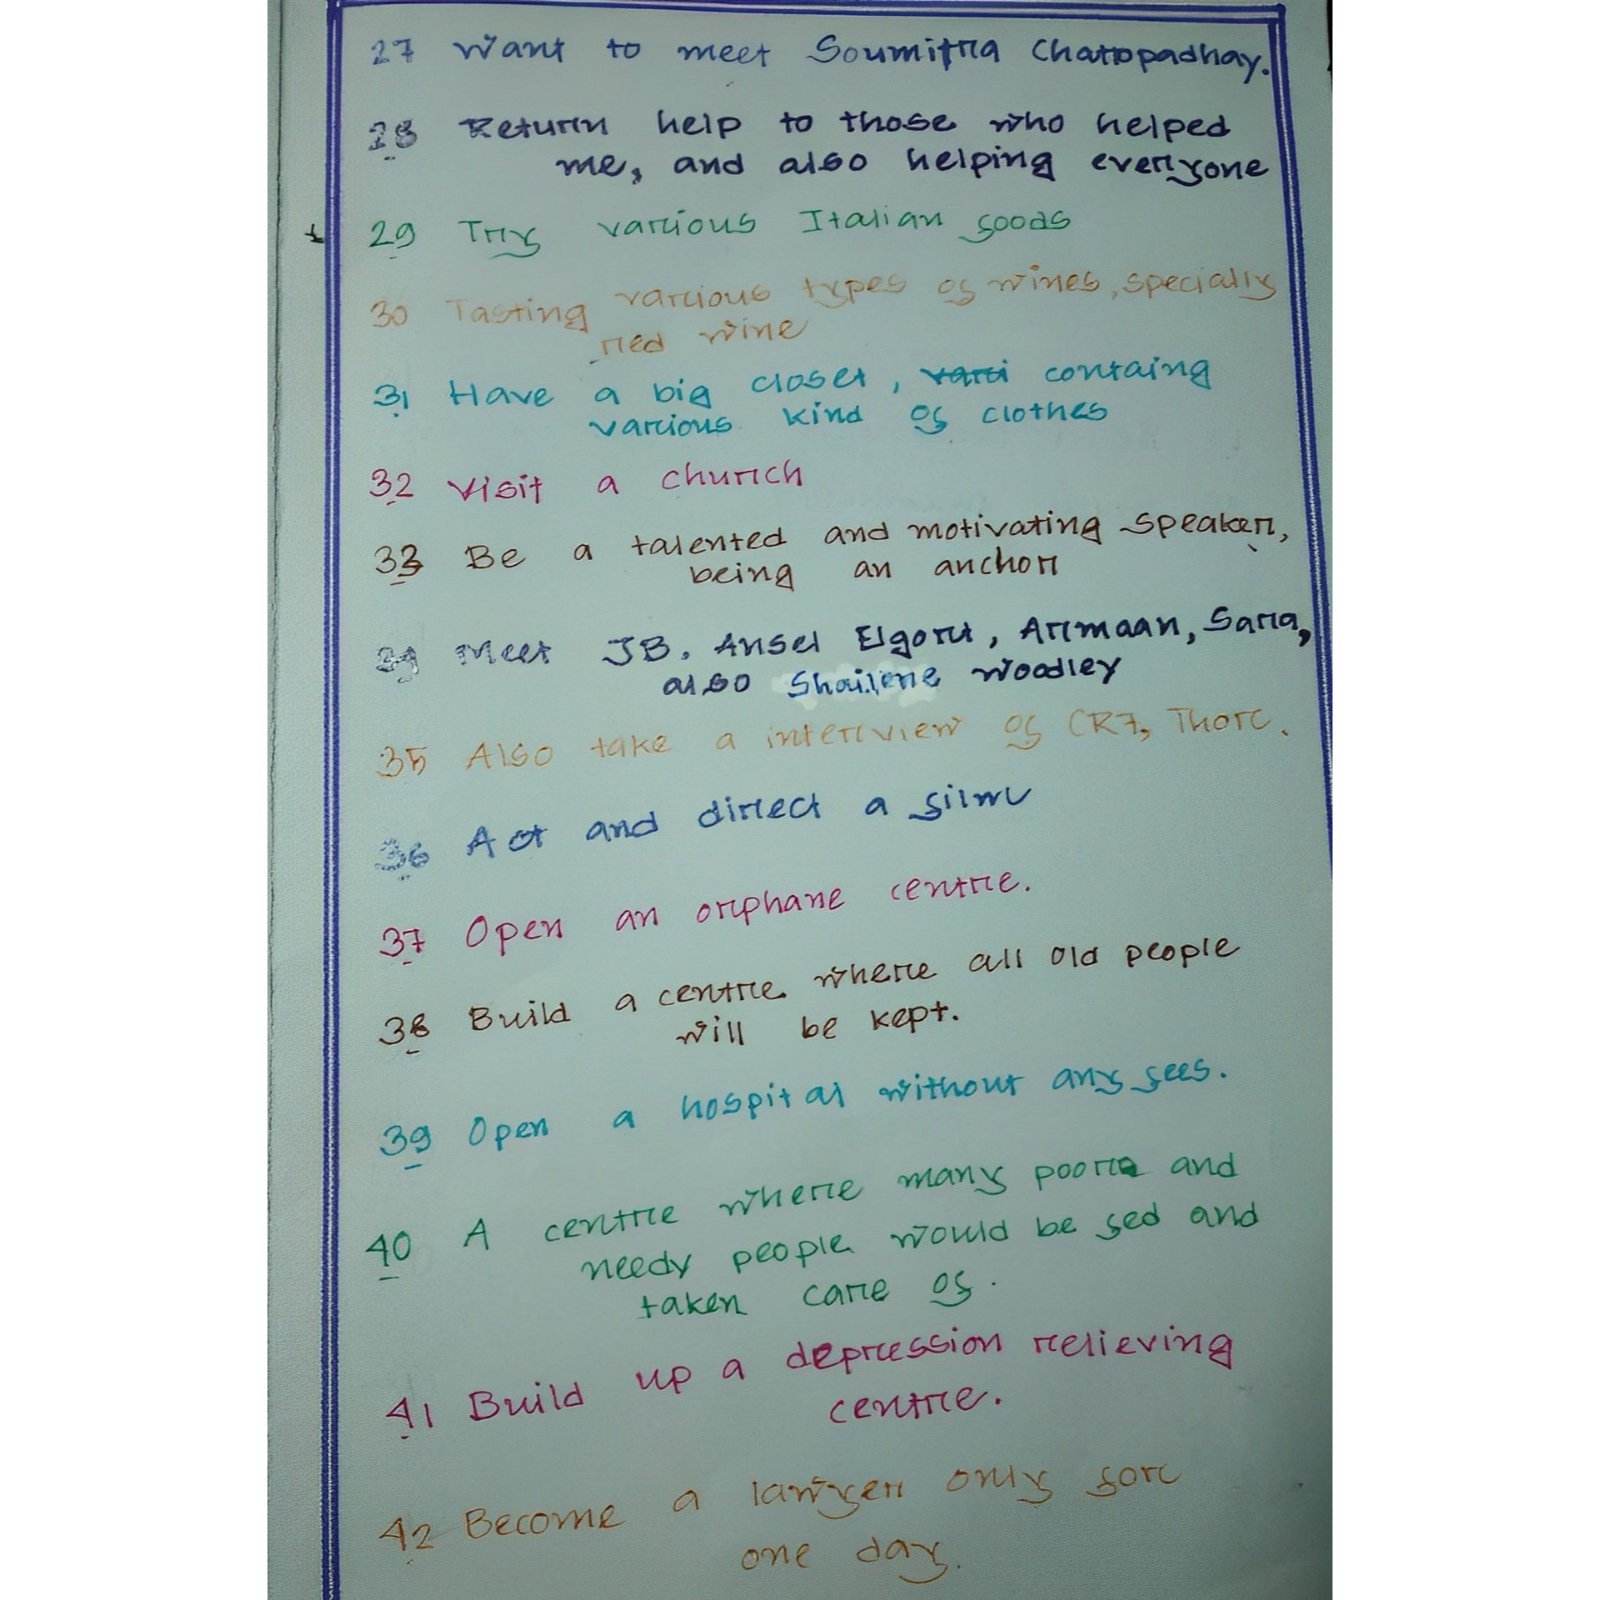 27 Want to meet Soumitra Chattopadhay.
28 Return help to those who helped
me, and also helping everyone
29 Try various Italian foods
30 Tasting various types of wines, specially
red wine
31 Have a big closet, vari containg
various kind of clothes
32 Visit a church
33 Be a talented and motivating speaker,
being an anchor
34 Meet JB, Ansel Elgort, Armaan, Sara,
also Shailene Woodley
35 Also take a interview of CR7, Thor.
36 Act and direct a film
37 Open an orphane centre.
38 Build a centre where all old people
will be kept.
39 Open a hospital without any fees.
40 A centre where many poor and
needy people would be fed and
taken care of.
41 Build up a depression relieving
centre.
42 Become a lawyer only for
one day.